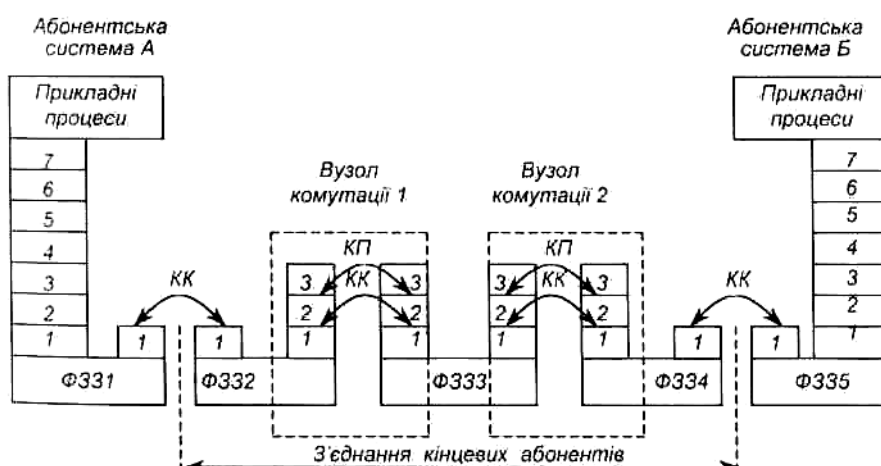 Абонентська
система А
Абонентська
система Б
Прикладні
процеси
Прикладні
процеси
7
6
5
4
3
2
1
7
6
5
4
3
2
1
Вузол
комутації 1
Вузол
комутації 2
КП
КП
КК
КК
КК
КК
3
3
3
3
2
2
2
2
1
1
1
1
1
1
1
1
ФЗЗ1
ФЗЗ2
ФЗЗ3
ФЗЗ4
ФЗЗ5
З'єднання кінцевих абонентів